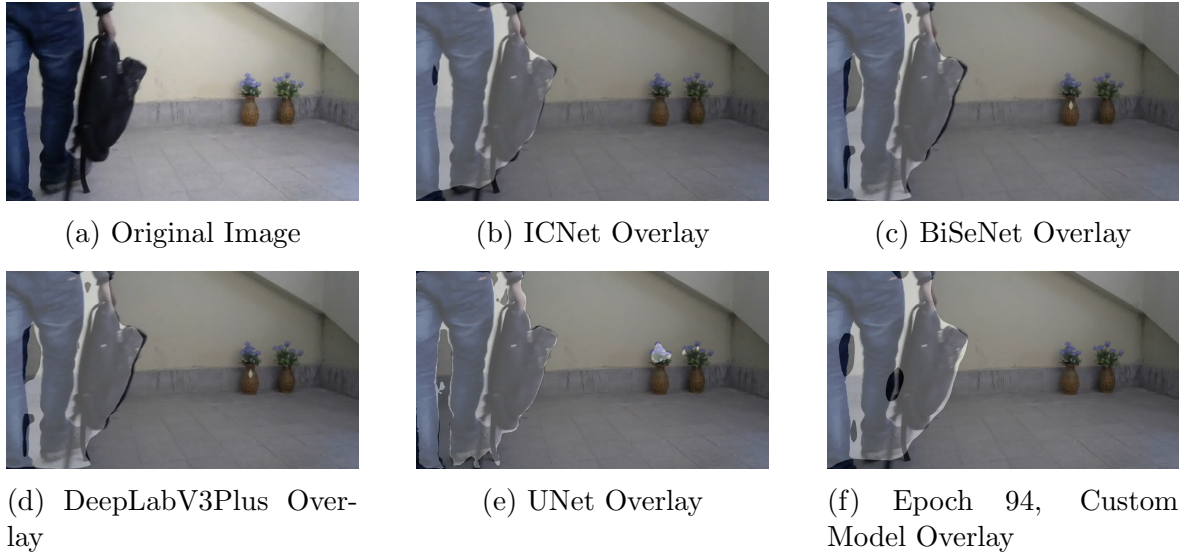 (a) Original Image
(b) ICNet Overlay
(c) BiSeNet Overlay
(d) DeepLabV3Plus Over-
lay
(e) UNet Overlay
(f) Epoch 94, Custom
Model Overlay